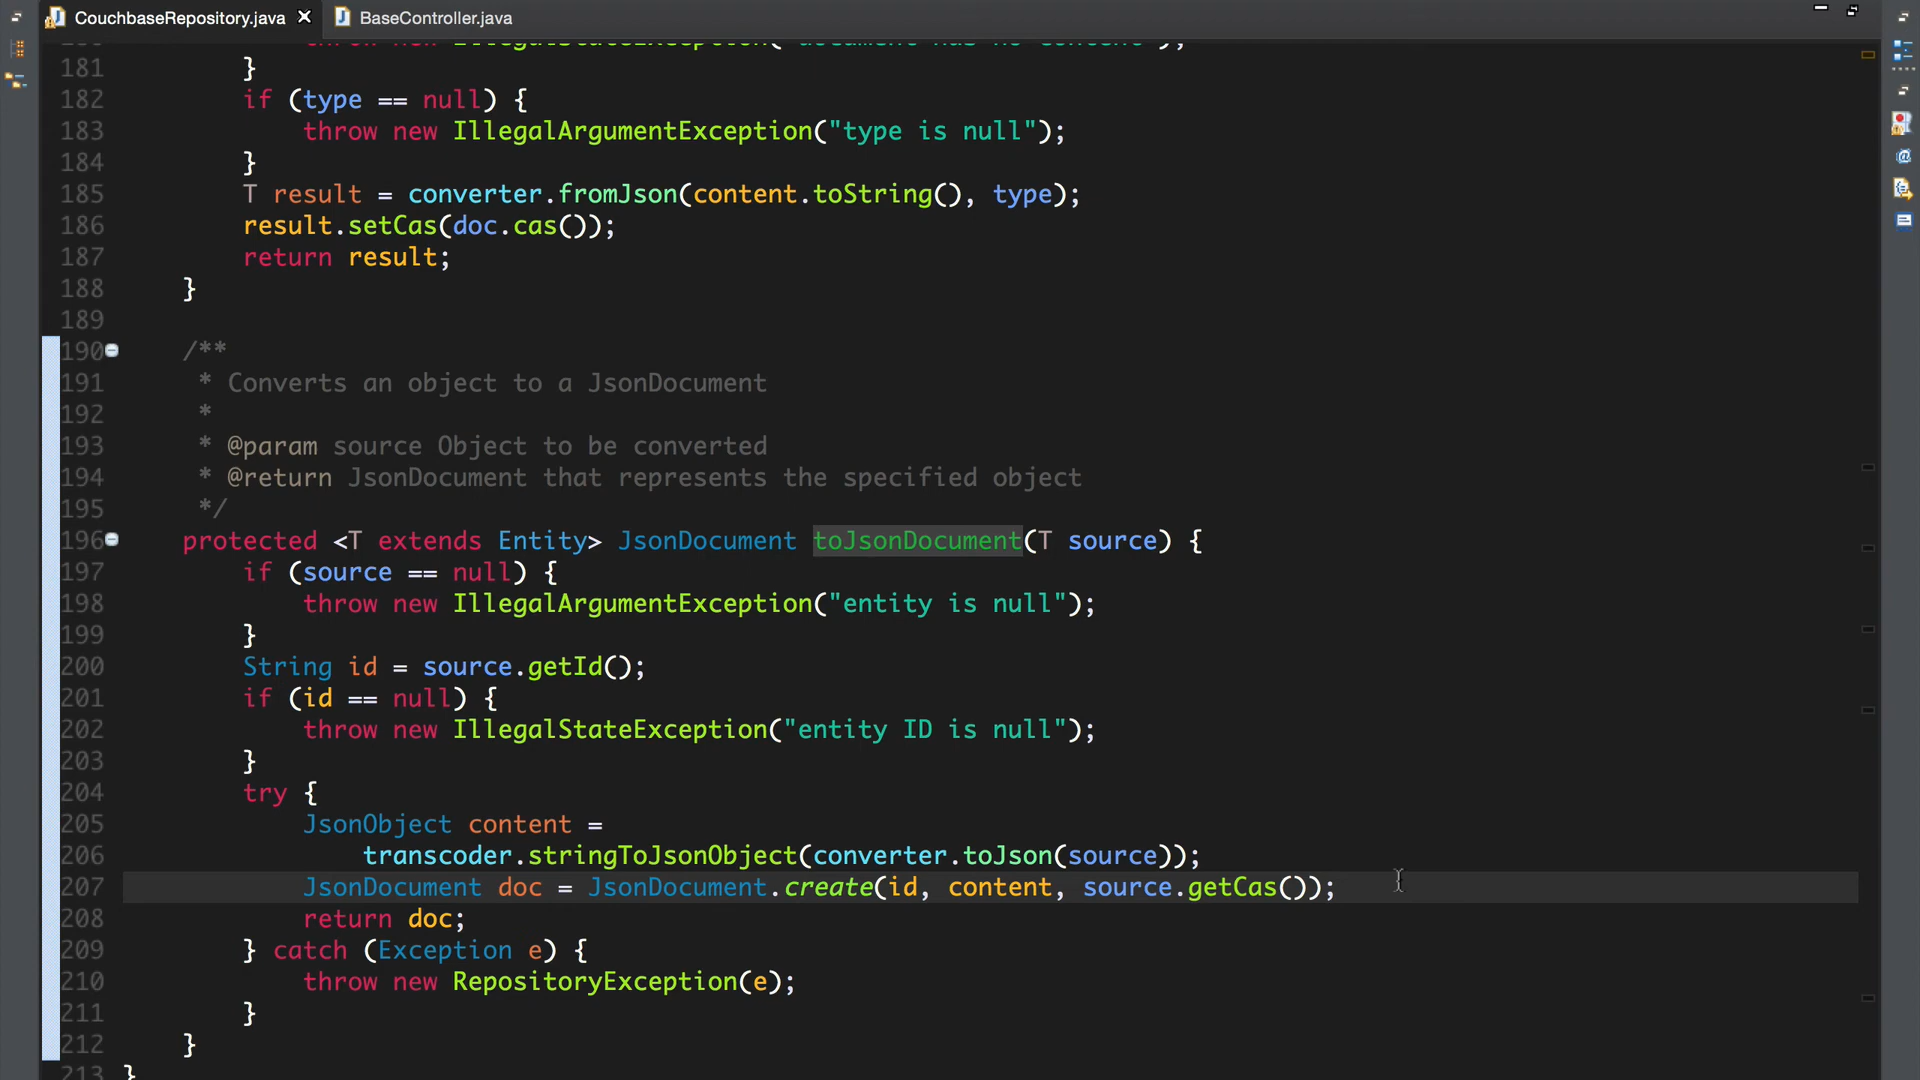 CouchbaseRepository.java BaseController.java
181 }
182 if (type == null) {
183 throw new IllegalArgumentException("type is null");
184 }
185 T result = converter.fromJson(content.toString(), type);
186 result.setCas(doc.cas());
187 return result;
188 }
189
190 /**
191 * Converts an object to a JsonDocument
192 *
193 * @param source Object to be converted
194 * @return JsonDocument that represents the specified object
195 */
196 protected <T extends Entity> JsonDocument toJsonDocument(T source) {
197 if (source == null) {
198 throw new IllegalArgumentException("entity is null");
199 }
200 String id = source.getId();
201 if (id == null) {
202 throw new IllegalStateException("entity ID is null");
203 }
204 try {
205 JsonObject content =
206 transcoder.stringToJsonObject(converter.toJson(source));
207 JsonDocument doc = JsonDocument.create(id, content, source.getCas());
208 return doc;
209 } catch (Exception e) {
210 throw new RepositoryException(e);
211 }
212 }
213 }